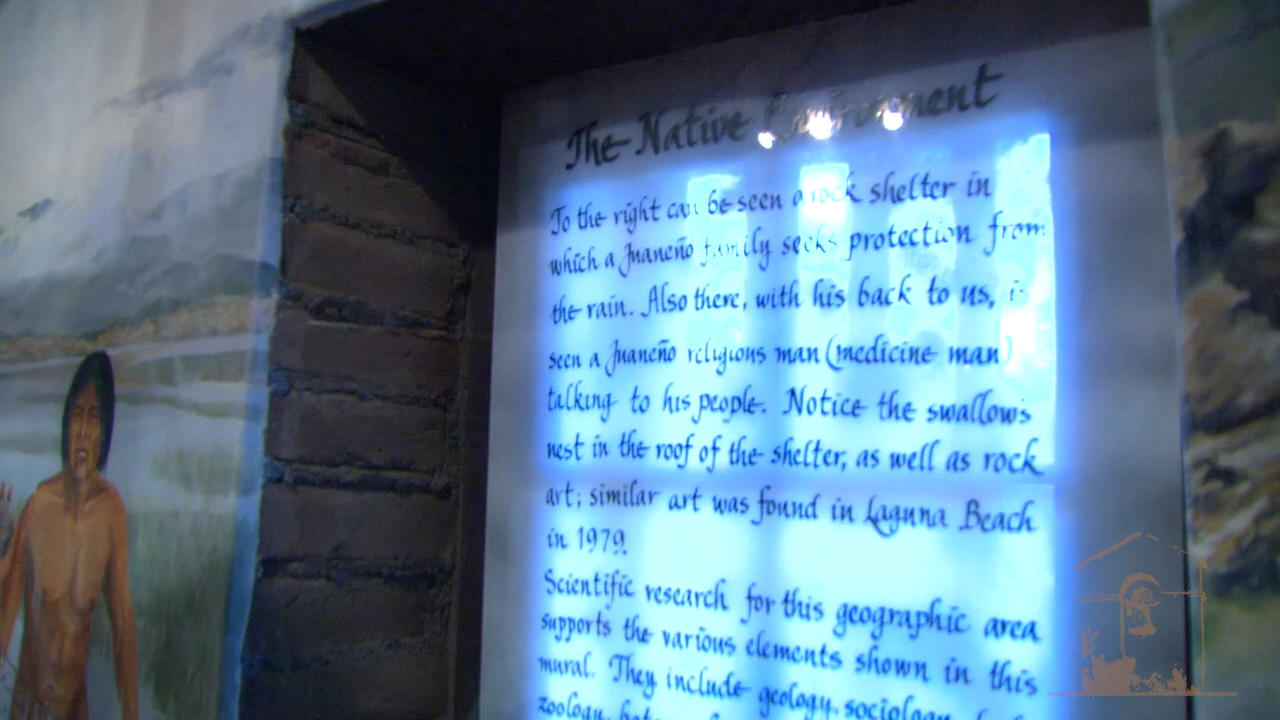 The Native Environment
To the right can be seen a rock shelter in
which a Juaneño family seeks protection from
the rain. Also there, with his back to us, is
seen a Juaneño religious man (medicine man)
talking to his people. Notice the swallows
nest in the roof of the shelter, as well as rock
art; similar art was found in Laguna Beach
in 1979.
Scientific research for this geographic area
supports the various elements shown in this
mural. They include geology, sociology,
zoology,